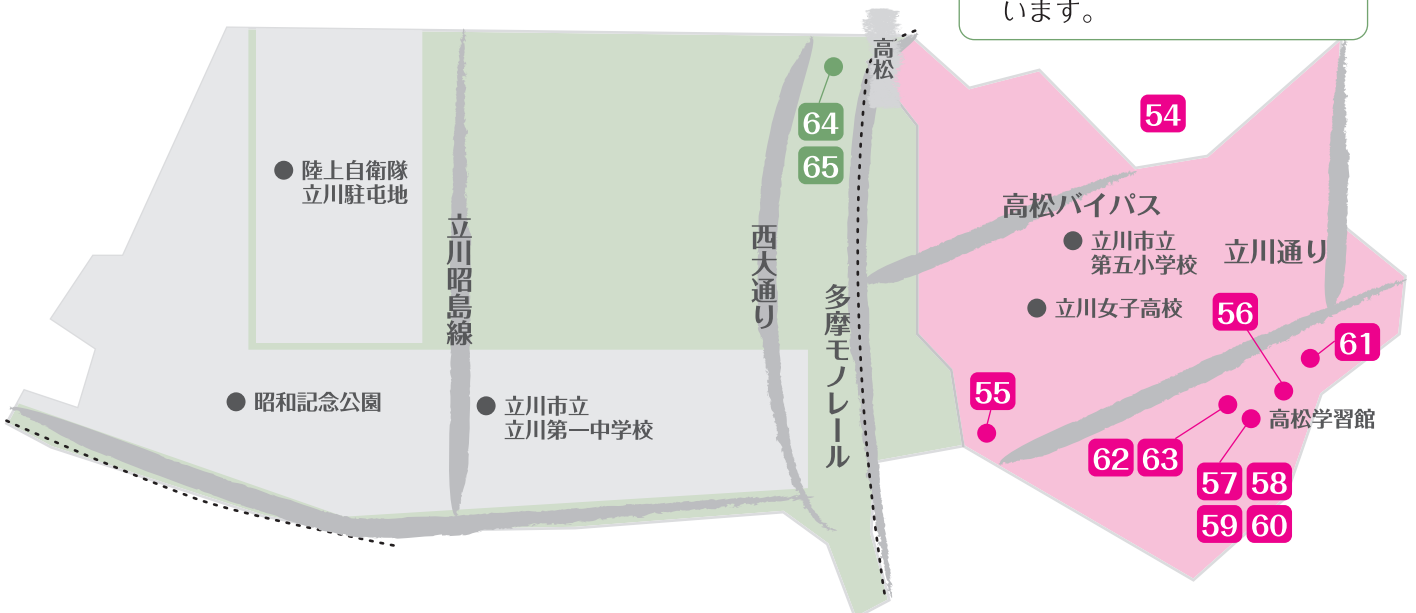 います。
高松
64
65
54
陸上自衛隊
立川駐屯地
高松バイパス
立川昭島線
西大通り
立川市立
第五小学校
立川通り
多摩モノレール
立川女子高校
56
61
55
昭和記念公園
立川市立
立川第一中学校
高松学習館
62 63
57 58
59 60